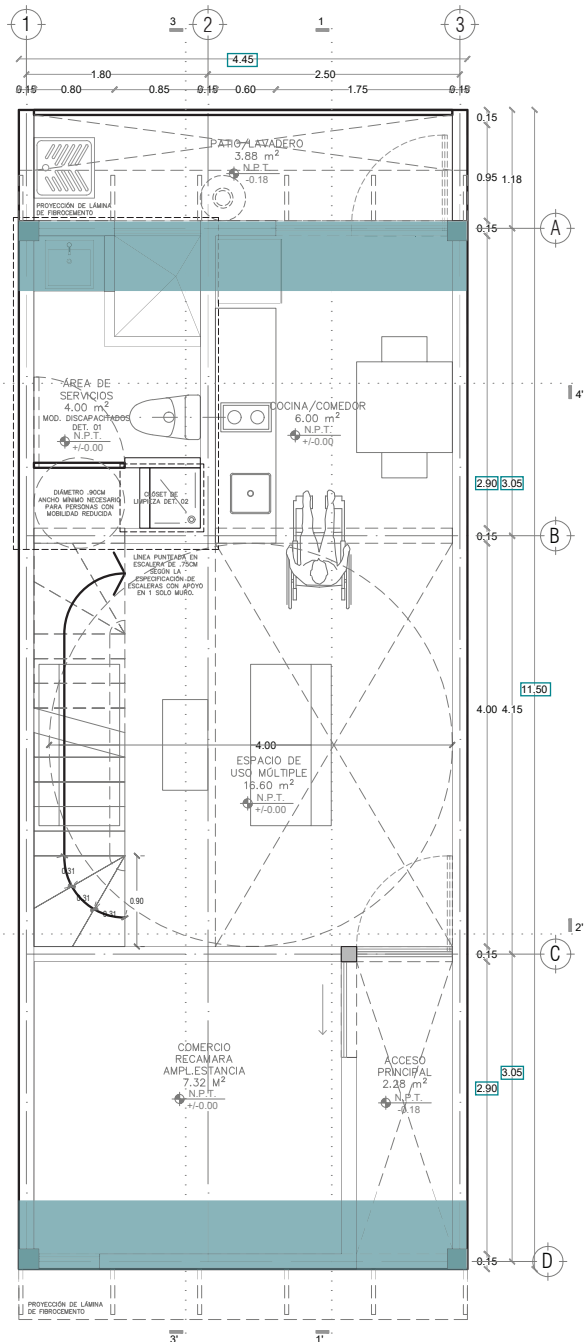 1
2
3
3
1
4.45
1.80
2.50
0.15
0.80
0.85
0.15
0.60
1.75
0.15
0.15
PATIO/LAVADERO
3.88 m²
N.P.T.
-0.18
0.95
1.18
PROYECCIÓN DE LÁMINA
DE FIBROCEMENTO
0.15
A
ÁREA DE
SERVICIOS
4.00 m²
MOD. DISCAPACITADOS
DET. 01
N.P.T.
+/-0.00
COCINA/COMEDOR
6.00 m²
N.P.T.
+/-0.00
4'
2.90
3.05
DIÁMETRO .90CM
ANCHO MÍNIMO NECESARIO
PARA PERSONAS CON
MOBILIDAD REDUCIDA
CLÓSET DE
LIMPIEZA DET. 02
0.15
B
LINEA PUNTEADA EN
ESCALERA DE .75CM
SEGÚN LA
ESPECIFICACIÓN DE
ESCALERAS CON APOYO
EN 1 SOLO MURO.
11.50
4.00
4.15
4.00
ESPACIO DE
USO MÚLTIPLE
16.60 m²
N.P.T.
+/-0.00
0.31
0.31
0.31
0.90
2'
0.15
C
COMERCIO
RECAMARA
AMPL.ESTANCIA
7.32 M²
N.P.T.
+/-0.00
ACCESO
PRINCIPAL
2.28 m²
N.P.T.
-0.18
3.05
2.90
0.15
D
PROYECCIÓN DE LÁMINA
DE FIBROCEMENTO
3'
1'